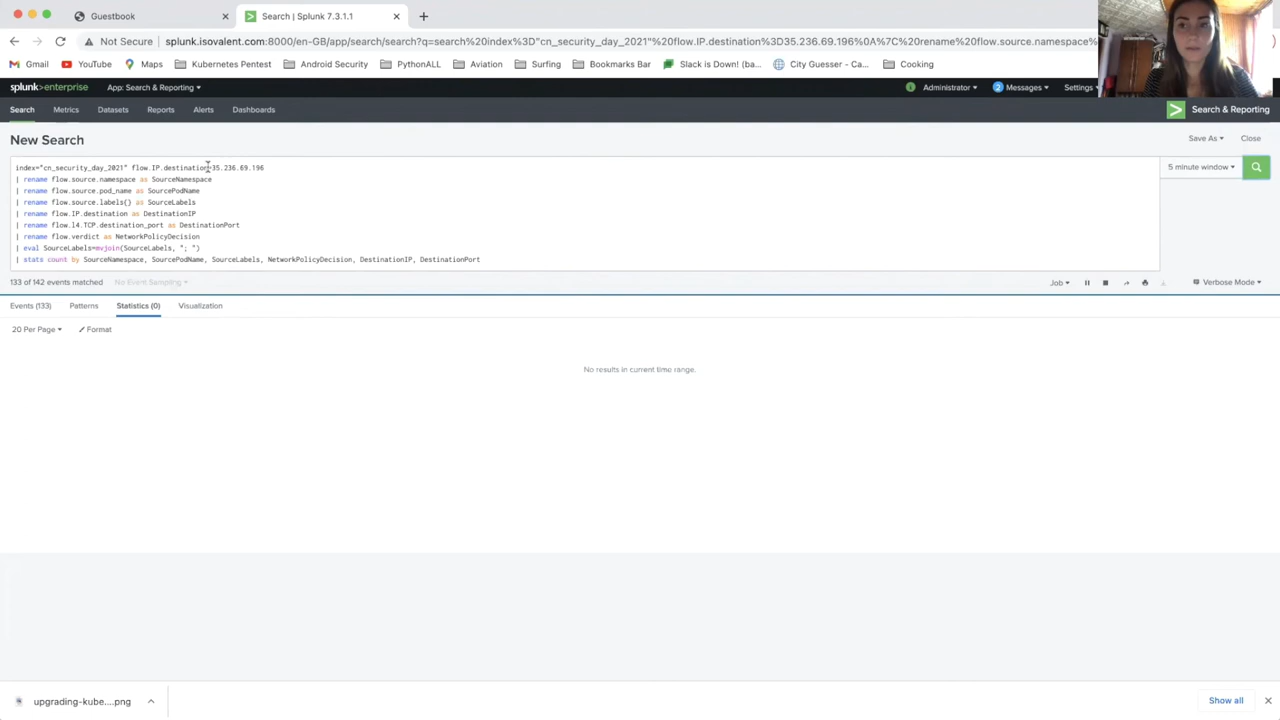 Guestbook
Search | Splunk 7.3.1.1
Not Secure
splunk.isovalent.com:8000/en-GB/app/search/search?q=search%20index%3D"cn_security_day_2021"%20flow.IP.destination%3D35.236.69.196%0A%7C%20rename%20flow.source.namespace%
Gmail
YouTube
Maps
Kubernetes Pentest
Android Security
PythonALL
Aviation
Surfing
Bookmarks Bar
Slack is Down! (ba...
City Guesser - Ca...
Cooking
splunk>enterprise
App: Search & Reporting
Administrator
2 Messages
Settings
Search
Metrics
Datasets
Reports
Alerts
Dashboards
Search & Reporting
New Search
Save As
Close
index="cn_security_day_2021" flow.IP.destination=35.236.69.196
| rename flow.source.namespace as SourceNamespace
| rename flow.source.pod_name as SourcePodName
| rename flow.source.labels{} as SourceLabels
| rename flow.IP.destination as DestinationIP
| rename flow.l4.TCP.destination_port as DestinationPort
| rename flow.verdict as NetworkPolicyDecision
| eval SourceLabels=mvjoin(SourceLabels, "; ")
| stats count by SourceNamespace, SourcePodName, SourceLabels, NetworkPolicyDecision, DestinationIP, DestinationPort
5 minute window
133 of 142 events matched
No Event Sampling
Job
Verbose Mode
Events (133)
Patterns
Statistics (0)
Visualization
20 Per Page
Format
No results in current time range.
upgrading-kube....png
Show all